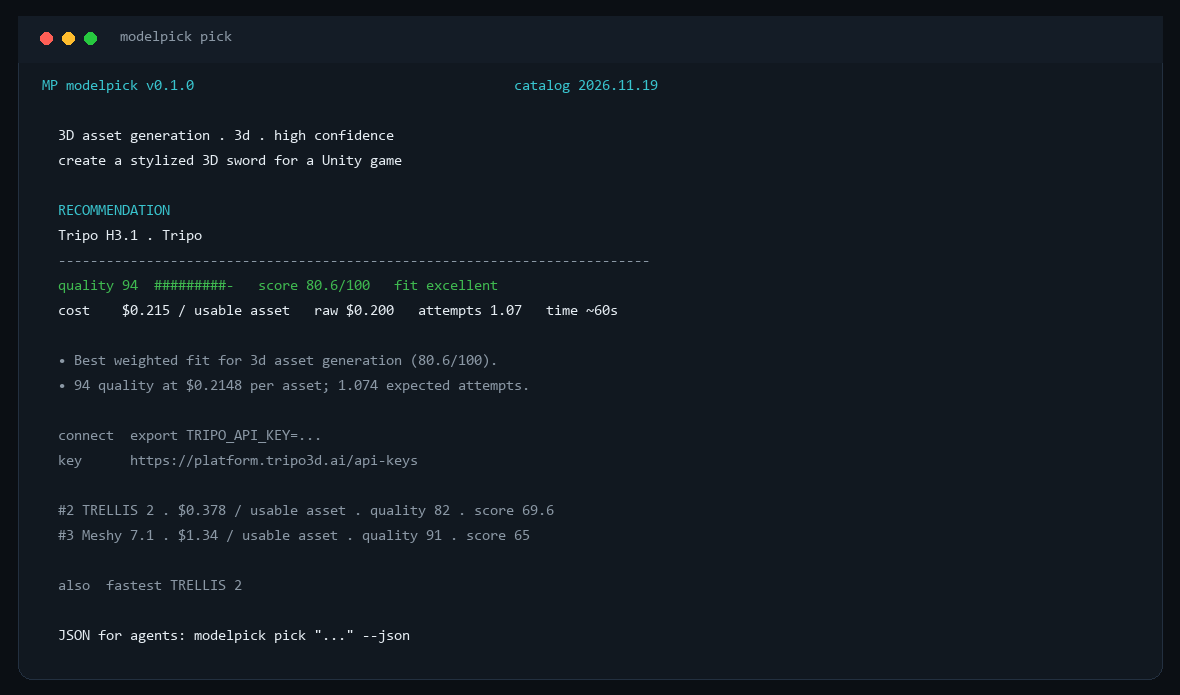 modelpick pick
MP modelpick v0.1.0 catalog 2026.11.19
3D asset generation . 3d . high confidence
create a stylized 3D sword for a Unity game
RECOMMENDATION
Tripo H3.1 . Tripo
--------------------------------------------------------------------------
quality 94 #########- score 80.6/100 fit excellent
cost $0.215 / usable asset raw $0.200 attempts 1.07 time ~60s
• Best weighted fit for 3d asset generation (80.6/100).
• 94 quality at $0.2148 per asset; 1.074 expected attempts.
connect export TRIPO_API_KEY=...
key https://platform.tripo3d.ai/api-keys
#2 TRELLIS 2 . $0.378 / usable asset . quality 82 . score 69.6
#3 Meshy 7.1 . $1.34 / usable asset . quality 91 . score 65
also fastest TRELLIS 2
JSON for agents: modelpick pick "..." --json